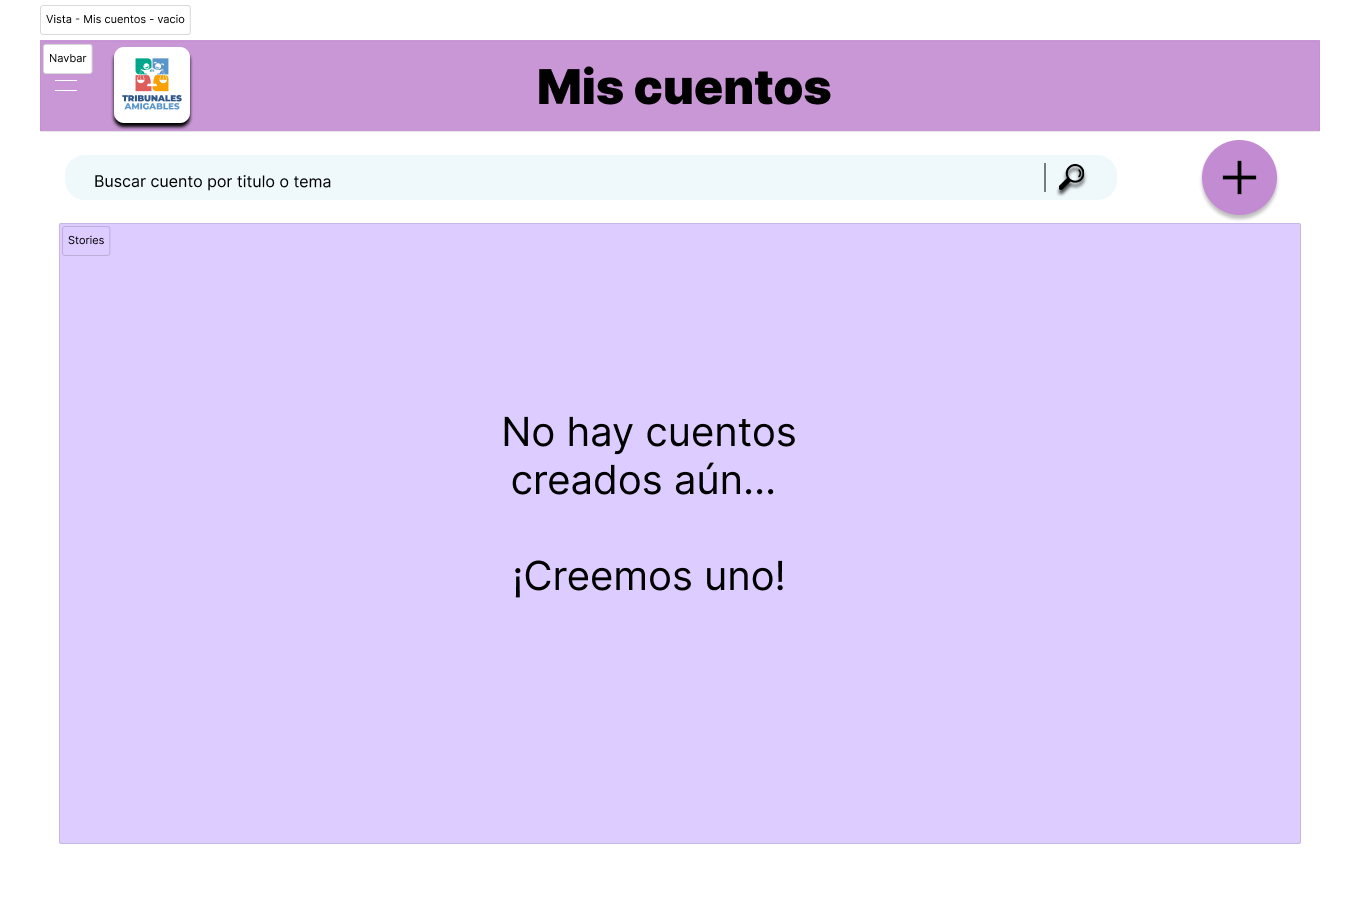 Vista - Mis cuentos - vacio
Navbar
TRIBUNALES
AMIGABLES
Mis cuentos
Buscar cuento por titulo o tema
Stories
No hay cuentos
creados aún...
¡Creemos uno!